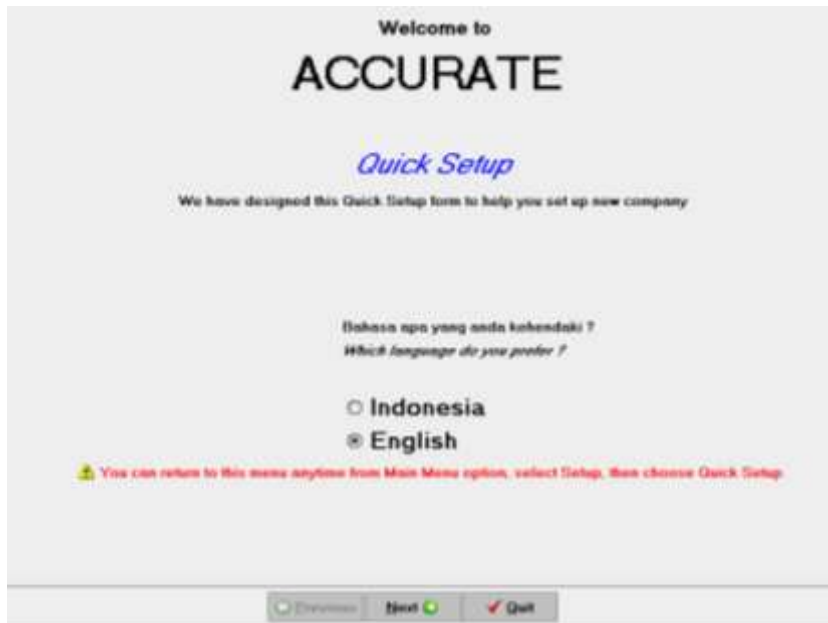 Welcome to
ACCURATE
Quick Setup
We have designed this Quick Setup form to help you set up new company
Bahasa apa yang anda kehendaki ?
Which language do you prefer ?
Indonesia
English
You can return to this menu anytime from Main Menu option, select Setup, then choose Quick Setup
Previous Next Quit